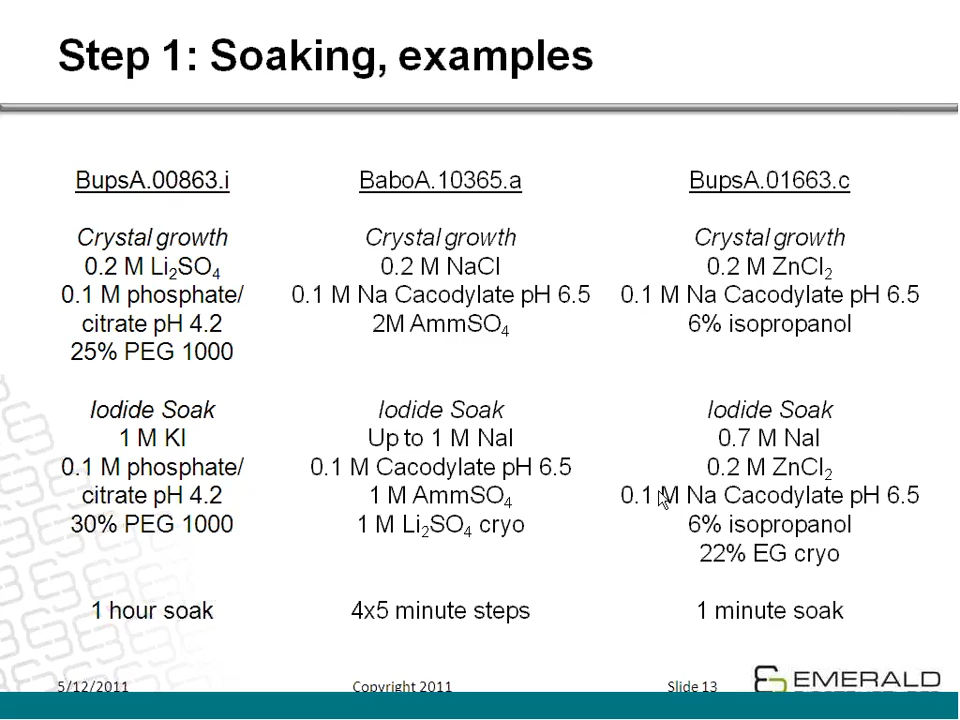 Step 1: Soaking, examples
BupsA.00863.i
Crystal growth
0.2 M Li₂SO₄
0.1 M phosphate/
citrate pH 4.2
25% PEG 1000
Iodide Soak
1 M KI
0.1 M phosphate/
citrate pH 4.2
30% PEG 1000
1 hour soak
BaboA.10365.a
Crystal growth
0.2 M NaCl
0.1 M Na Cacodylate pH 6.5
2M AmmSO₄
Iodide Soak
Up to 1 M NaI
0.1 M Cacodylate pH 6.5
1 M AmmSO₄
1 M Li₂SO₄ cryo
4x5 minute steps
BupsA.01663.c
Crystal growth
0.2 M ZnCl₂
0.1 M Na Cacodylate pH 6.5
6% isopropanol
Iodide Soak
0.7 M NaI
0.2 M ZnCl₂
0.1 M Na Cacodylate pH 6.5
6% isopropanol
22% EG cryo
1 minute soak
5/12/2011
Copyright 2011
Slide 13
EMERALD